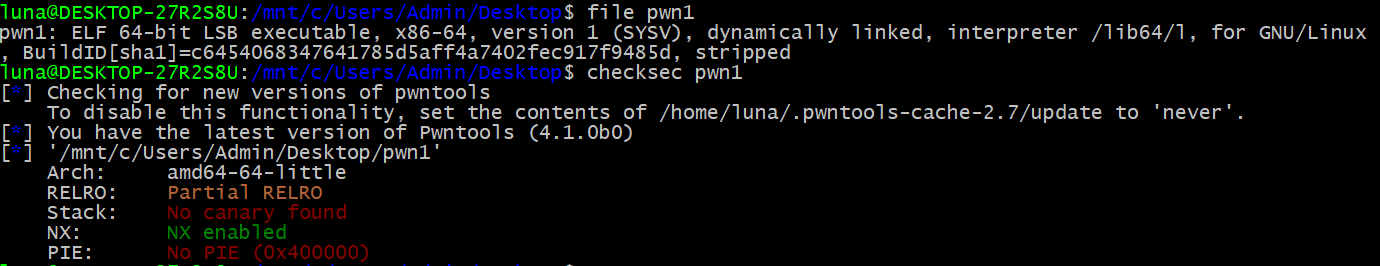 luna@DESKTOP-27R2S8U:/mnt/c/Users/Admin/Desktop$ file pwn1
pwn1: ELF 64-bit LSB executable, x86-64, version 1 (SYSV), dynamically linked, interpreter /lib64/l, for GNU/Linux
, BuildID[sha1]=c6454068347641785d5aff4a7402fec917f9485d, stripped
luna@DESKTOP-27R2S8U:/mnt/c/Users/Admin/Desktop$ checksec pwn1
[*] Checking for new versions of pwntools
    To disable this functionality, set the contents of /home/luna/.pwntools-cache-2.7/update to 'never'.
[*] You have the latest version of Pwntools (4.1.0b0)
[*] '/mnt/c/Users/Admin/Desktop/pwn1'
    Arch:     amd64-64-little
    RELRO:    Partial RELRO
    Stack:    No canary found
    NX:       NX enabled
    PIE:      No PIE (0x400000)